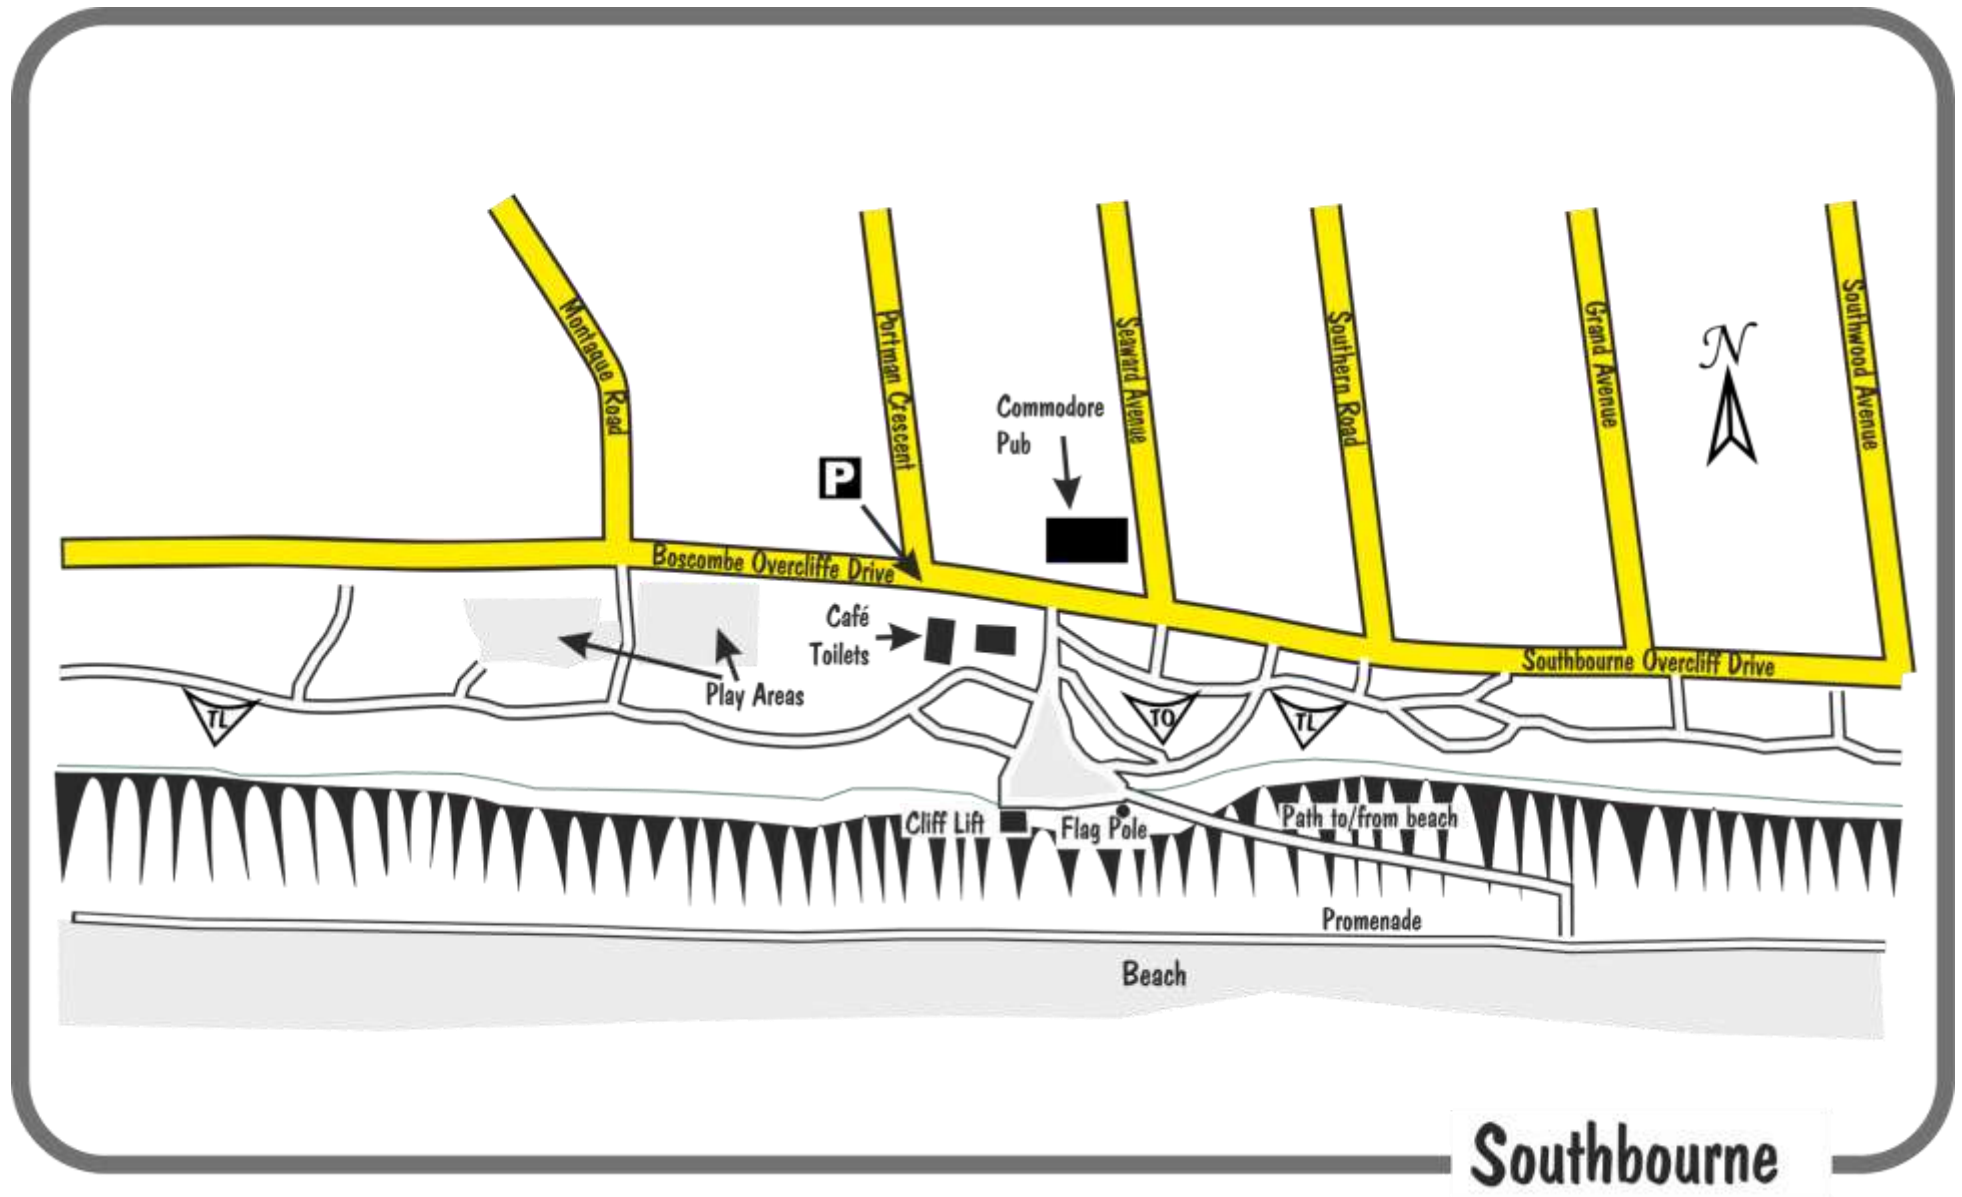 Montague Road
Portman Crescent
Seaward Avenue
Southern Road
Grand Avenue
Southwood Avenue
N
Commodore
Pub
P
Boscombe Overcliffe Drive
Café
Toilets
Southbourne Overcliff Drive
Play Areas
TL
TO
TL
Cliff Lift
Flag Pole
Path to/from beach
Promenade
Beach
Southbourne